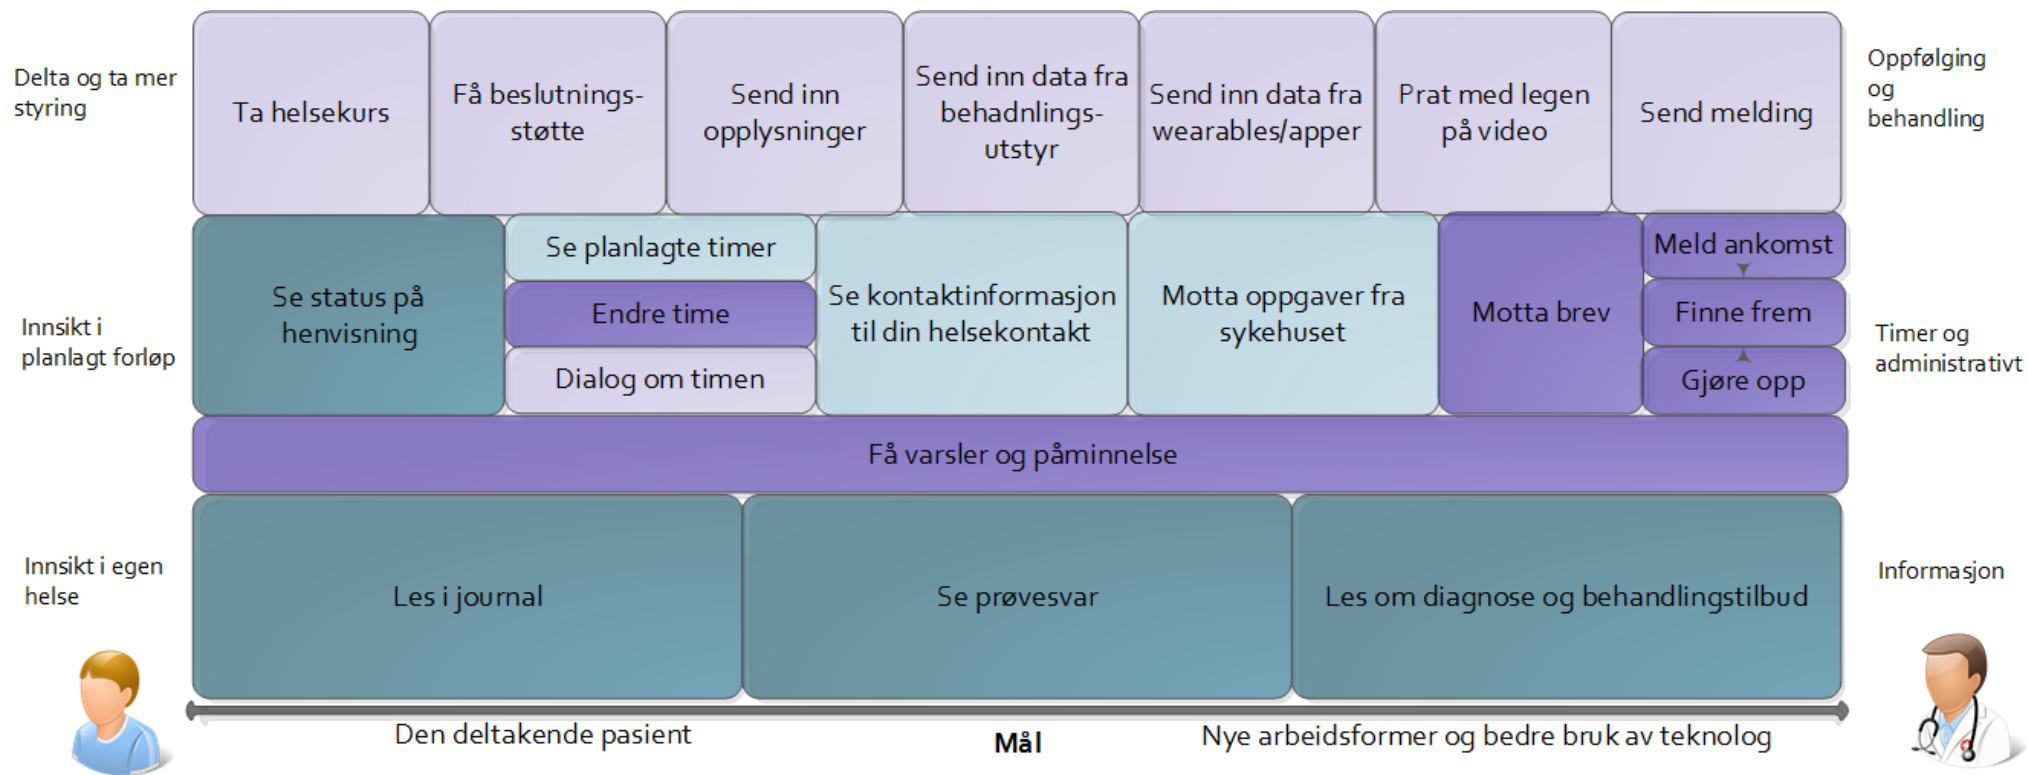 Delta og ta mer
styring
Ta helsekurs
Få beslutnings-
støtte
Send inn
opplysninger
Send inn data fra
behadnlings-
utstyr
Send inn data fra
wearables/apper
Prat med legen
på video
Send melding
Oppfølging
og
behandling
Innsikt i
planlagt forløp
Se status på
henvisning
Se planlagte timer
Endre time
Dialog om timen
Se kontaktinformasjon
til din helsekontakt
Motta oppgaver fra
sykehuset
Motta brev
Meld ankomst
Finne frem
Gjøre opp
Timer og
administrativt
Få varsler og påminnelse
Innsikt i egen
helse
Les i journal
Se prøvesvar
Les om diagnose og behandlingstilbud
Informasjon
Den deltakende pasient
Mål
Nye arbeidsformer og bedre bruk av teknolog